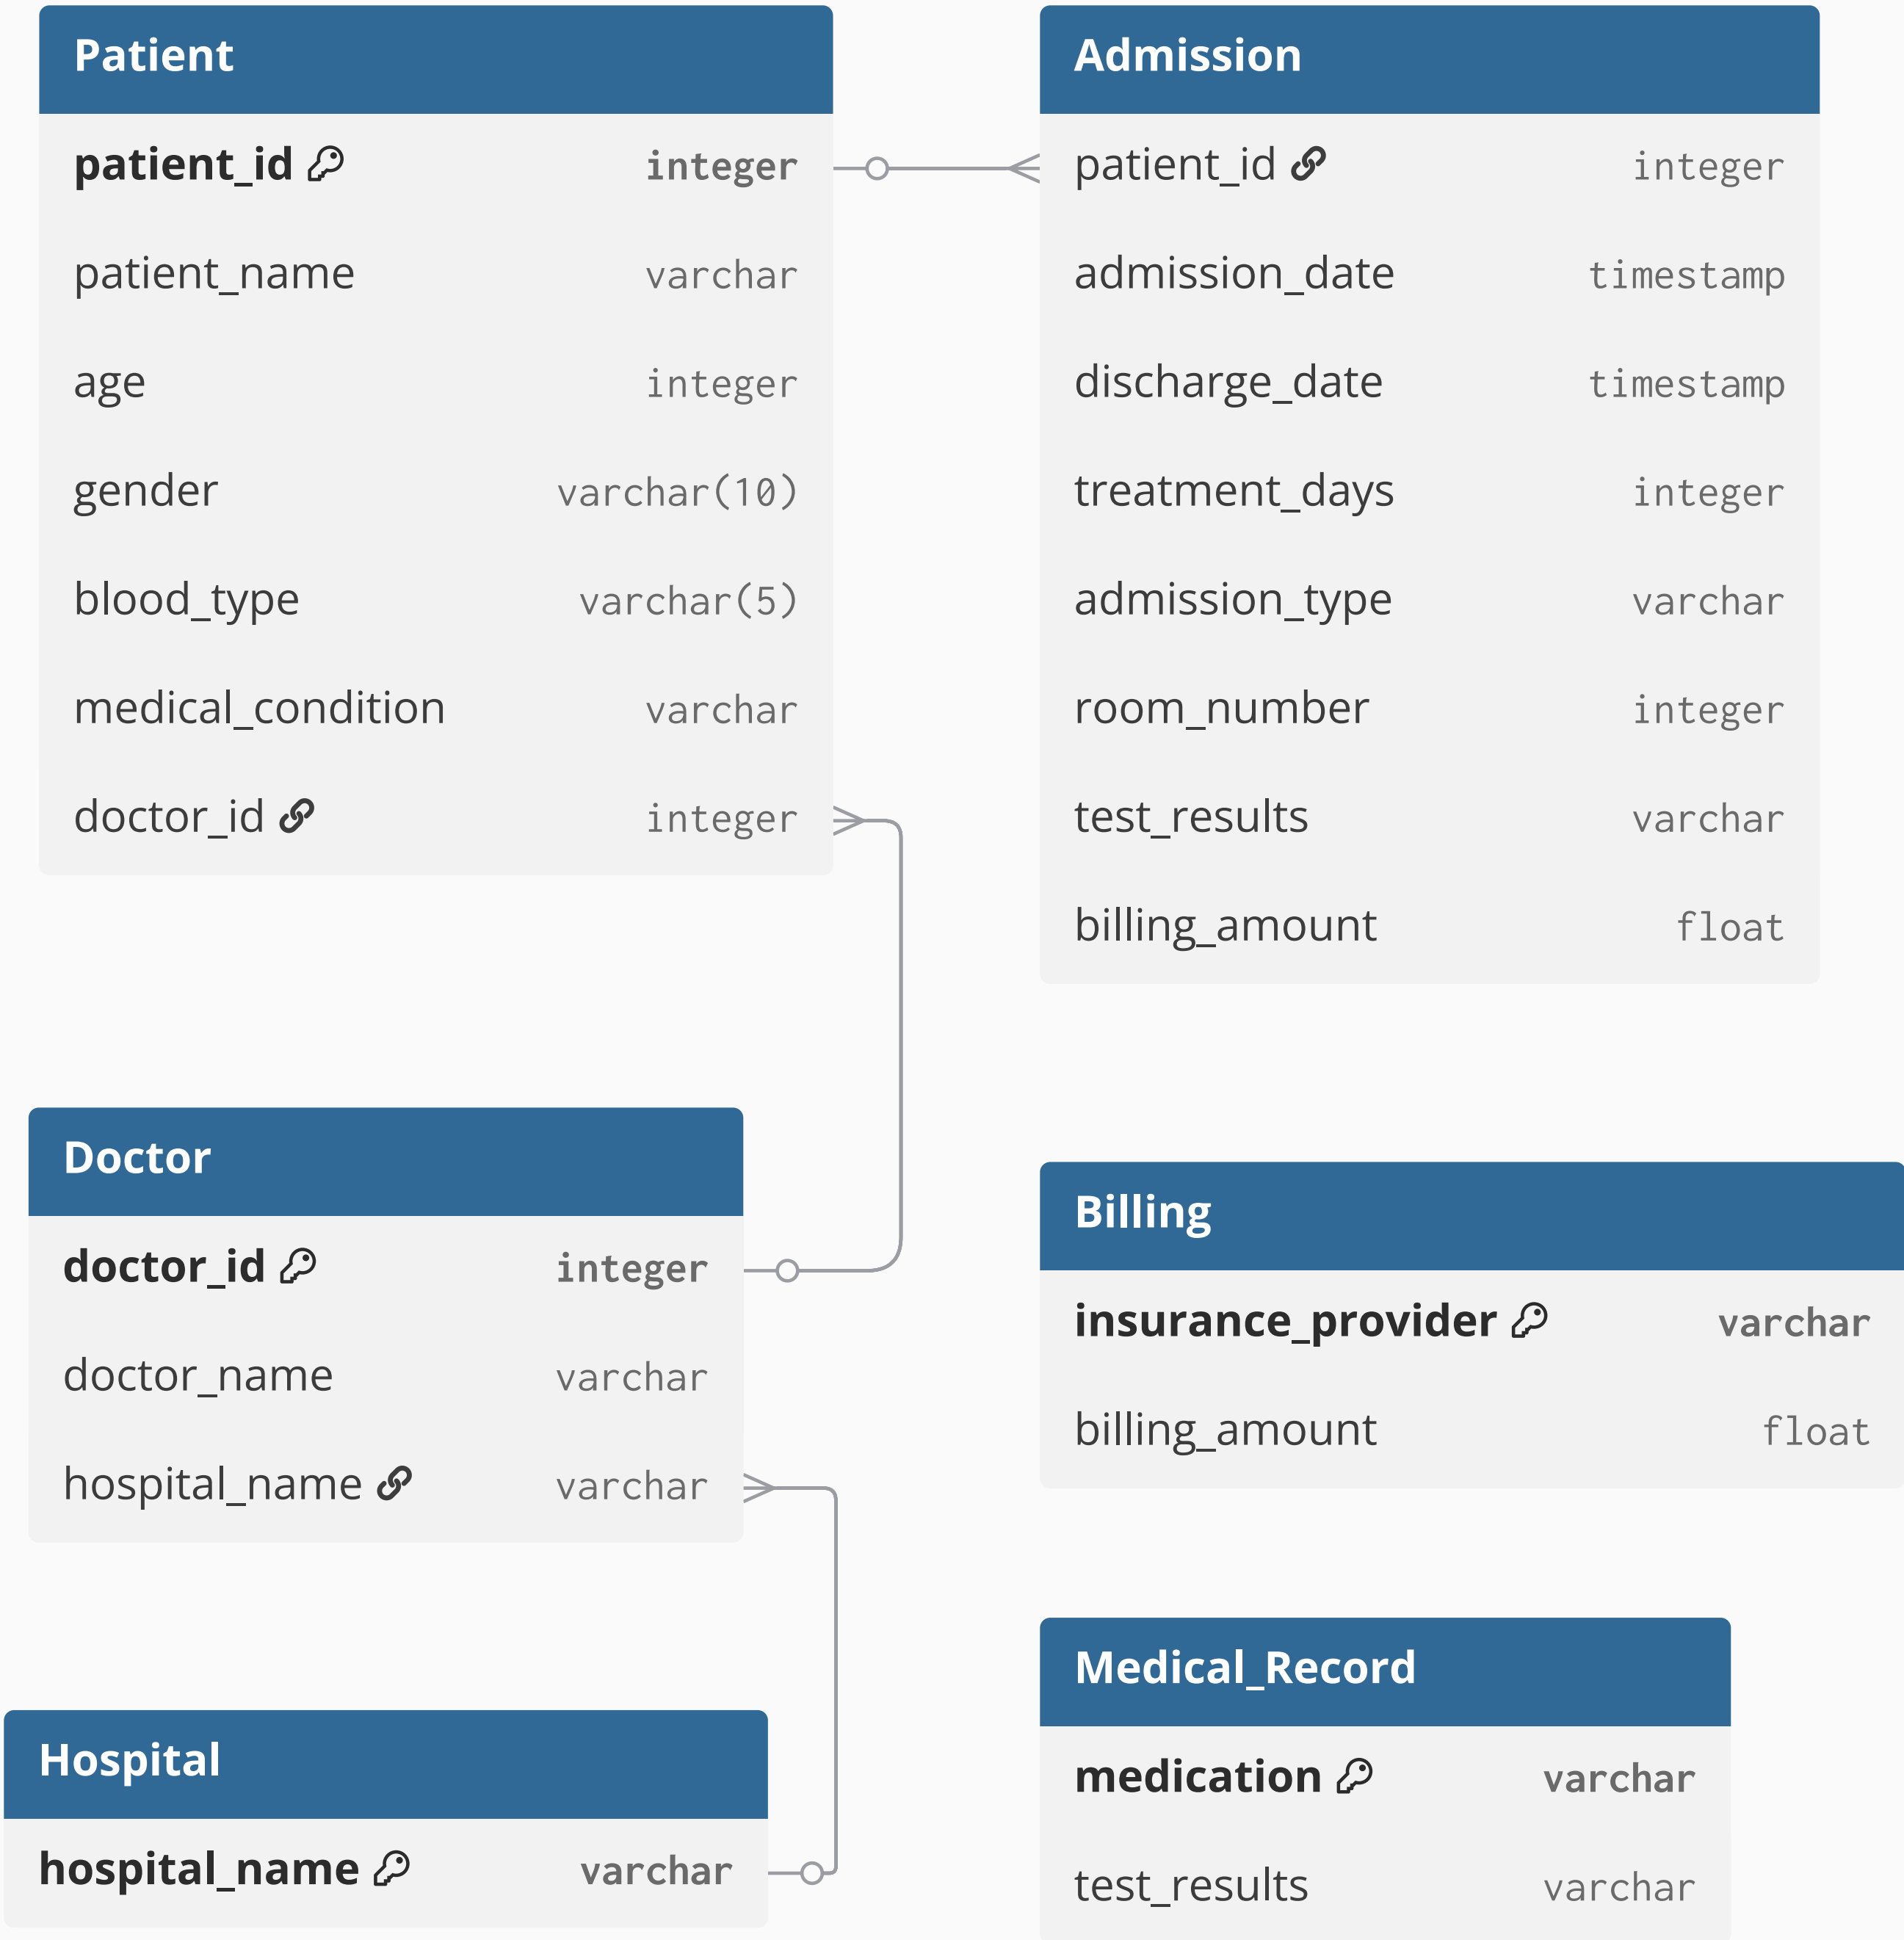 Patient
patient_id integer
patient_name varchar
age integer
gender varchar(10)
blood_type varchar(5)
medical_condition varchar
doctor_id integer
Admission
patient_id integer
admission_date timestamp
discharge_date timestamp
treatment_days integer
admission_type varchar
room_number integer
test_results varchar
billing_amount float
Doctor
doctor_id integer
doctor_name varchar
hospital_name varchar
Billing
insurance_provider varchar
billing_amount float
Hospital
hospital_name varchar
Medical_Record
medication varchar
test_results varchar